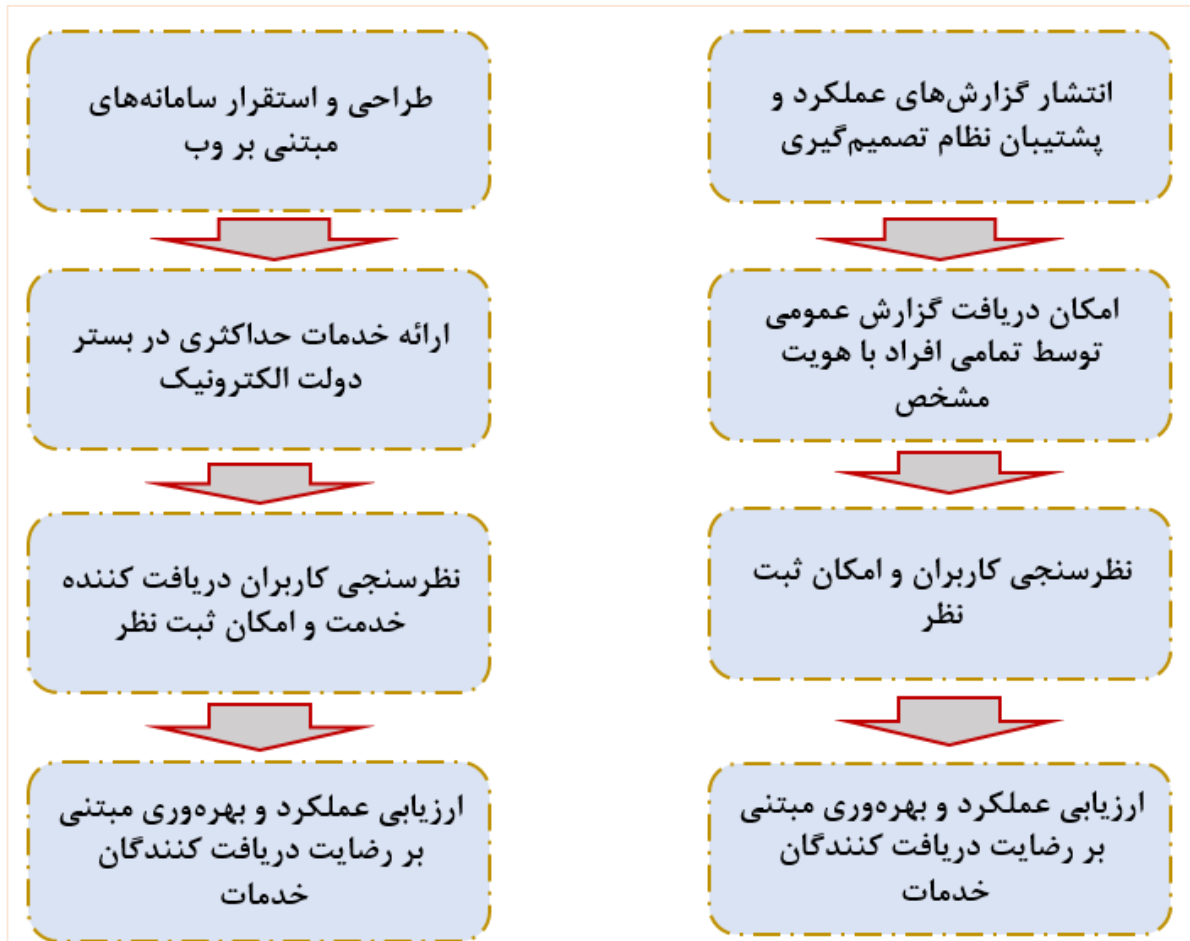 انتشار گزارش‌های عملکرد و
پشتیبان نظام تصمیم‌گیری
امکان دریافت گزارش عمومی
توسط تمامی افراد با هویت
مشخص
نظرسنجی کاربران و امکان ثبت
نظر
ارزیابی عملکرد و بهره‌وری مبتنی
بر رضایت دریافت کنندگان
خدمات
طراحی و استقرار سامانه‌های
مبتنی بر وب
ارائه خدمات حداکثری در بستر
دولت الکترونیک
نظرسنجی کاربران دریافت کننده
خدمت و امکان ثبت نظر
ارزیابی عملکرد و بهره‌وری مبتنی
بر رضایت دریافت کنندگان
خدمات